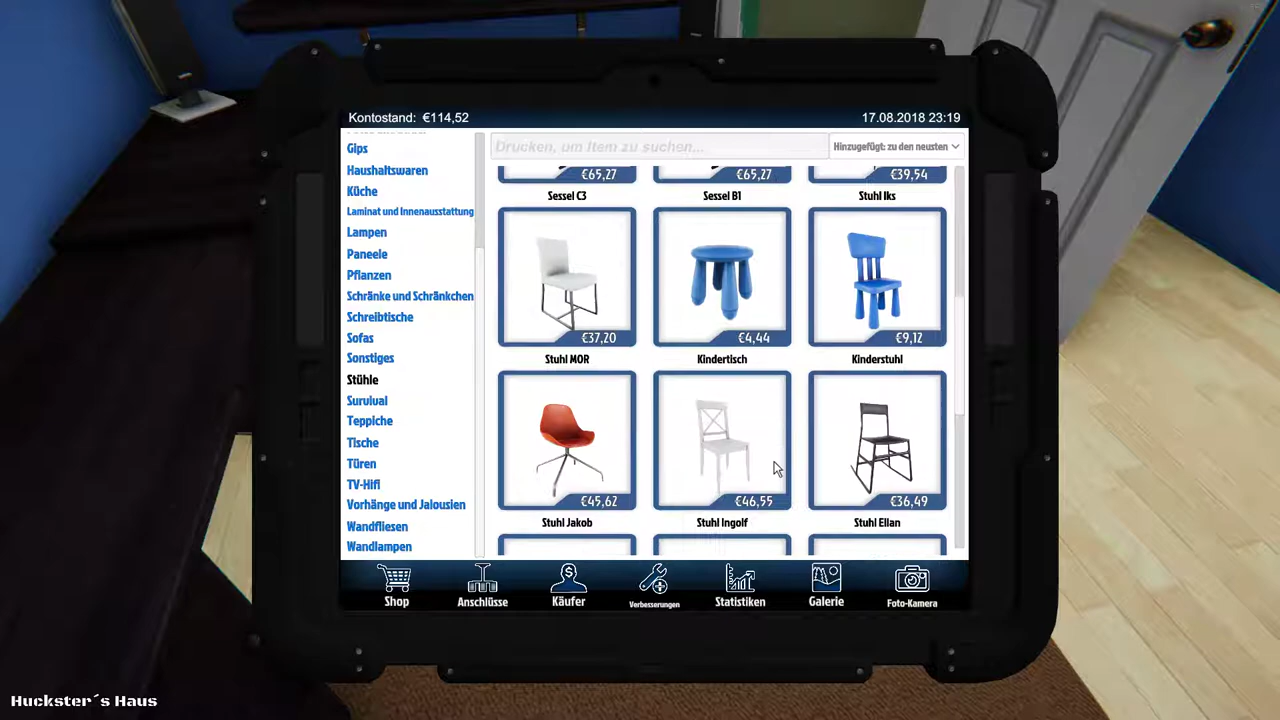 Kontostand: €114,52
17.08.2018 23:19
Gips
Haushaltswaren
Küche
Laminat und Innenausstattung
Lampen
Paneele
Pflanzen
Schränke und Schränkchen
Schreibtische
Sofas
Sonstiges
Stühle
Survival
Teppiche
Tische
Türen
TV-Hifi
Vorhänge und Jalousien
Wandfliesen
Wandlampen
Drucken, um Item zu suchen...
Hinzugefügt: zu den neusten
€65,27
€65,27
€39,54
Sessel C3
Sessel B1
Stuhl Iks
€37,20
€4,44
€9,12
Stuhl MOR
Kindertisch
Kinderstuhl
€45,62
€46,55
€36,49
Stuhl Jakob
Stuhl Ingolf
Stuhl Ellan
Shop
Anschlüsse
Käufer
Verbesserungen
Statistiken
Galerie
Foto-Kamera
Huckster´s Haus